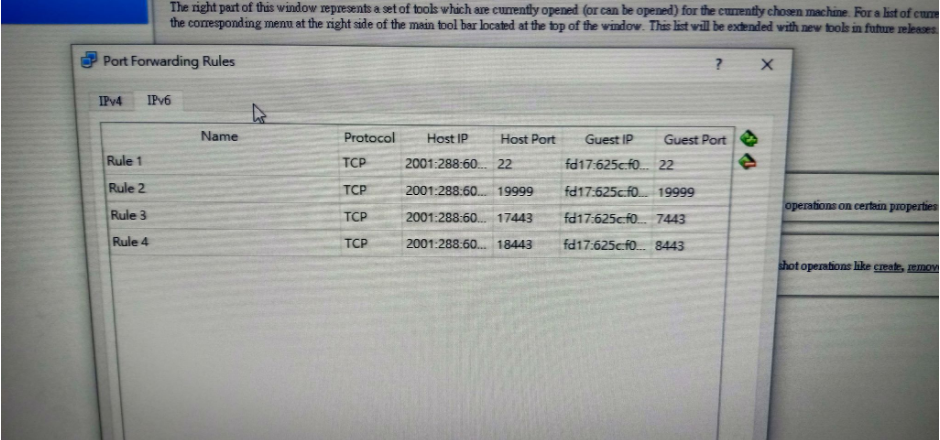 The right part of this window represents a set of tools which are currently opened (or can be opened) for the currently chosen machine. For a list of curre
the corresponding menu at the right side of the main tool bar located at the top of the window. This list will be extended with new tools in future releases.
Port Forwarding Rules ? X
IPv4 IPv6
Name Protocol Host IP Host Port Guest IP Guest Port
Rule 1 TCP 2001:288:60... 22 fd17:625c:f0... 22
Rule 2 TCP 2001:288:60... 19999 fd17:625c:f0... 19999
operations on certain properties
Rule 3 TCP 2001:288:60... 17443 fd17:625c:f0... 7443
Rule 4 TCP 2001:288:60... 18443 fd17:625c:f0... 8443
shot operations like create, remove